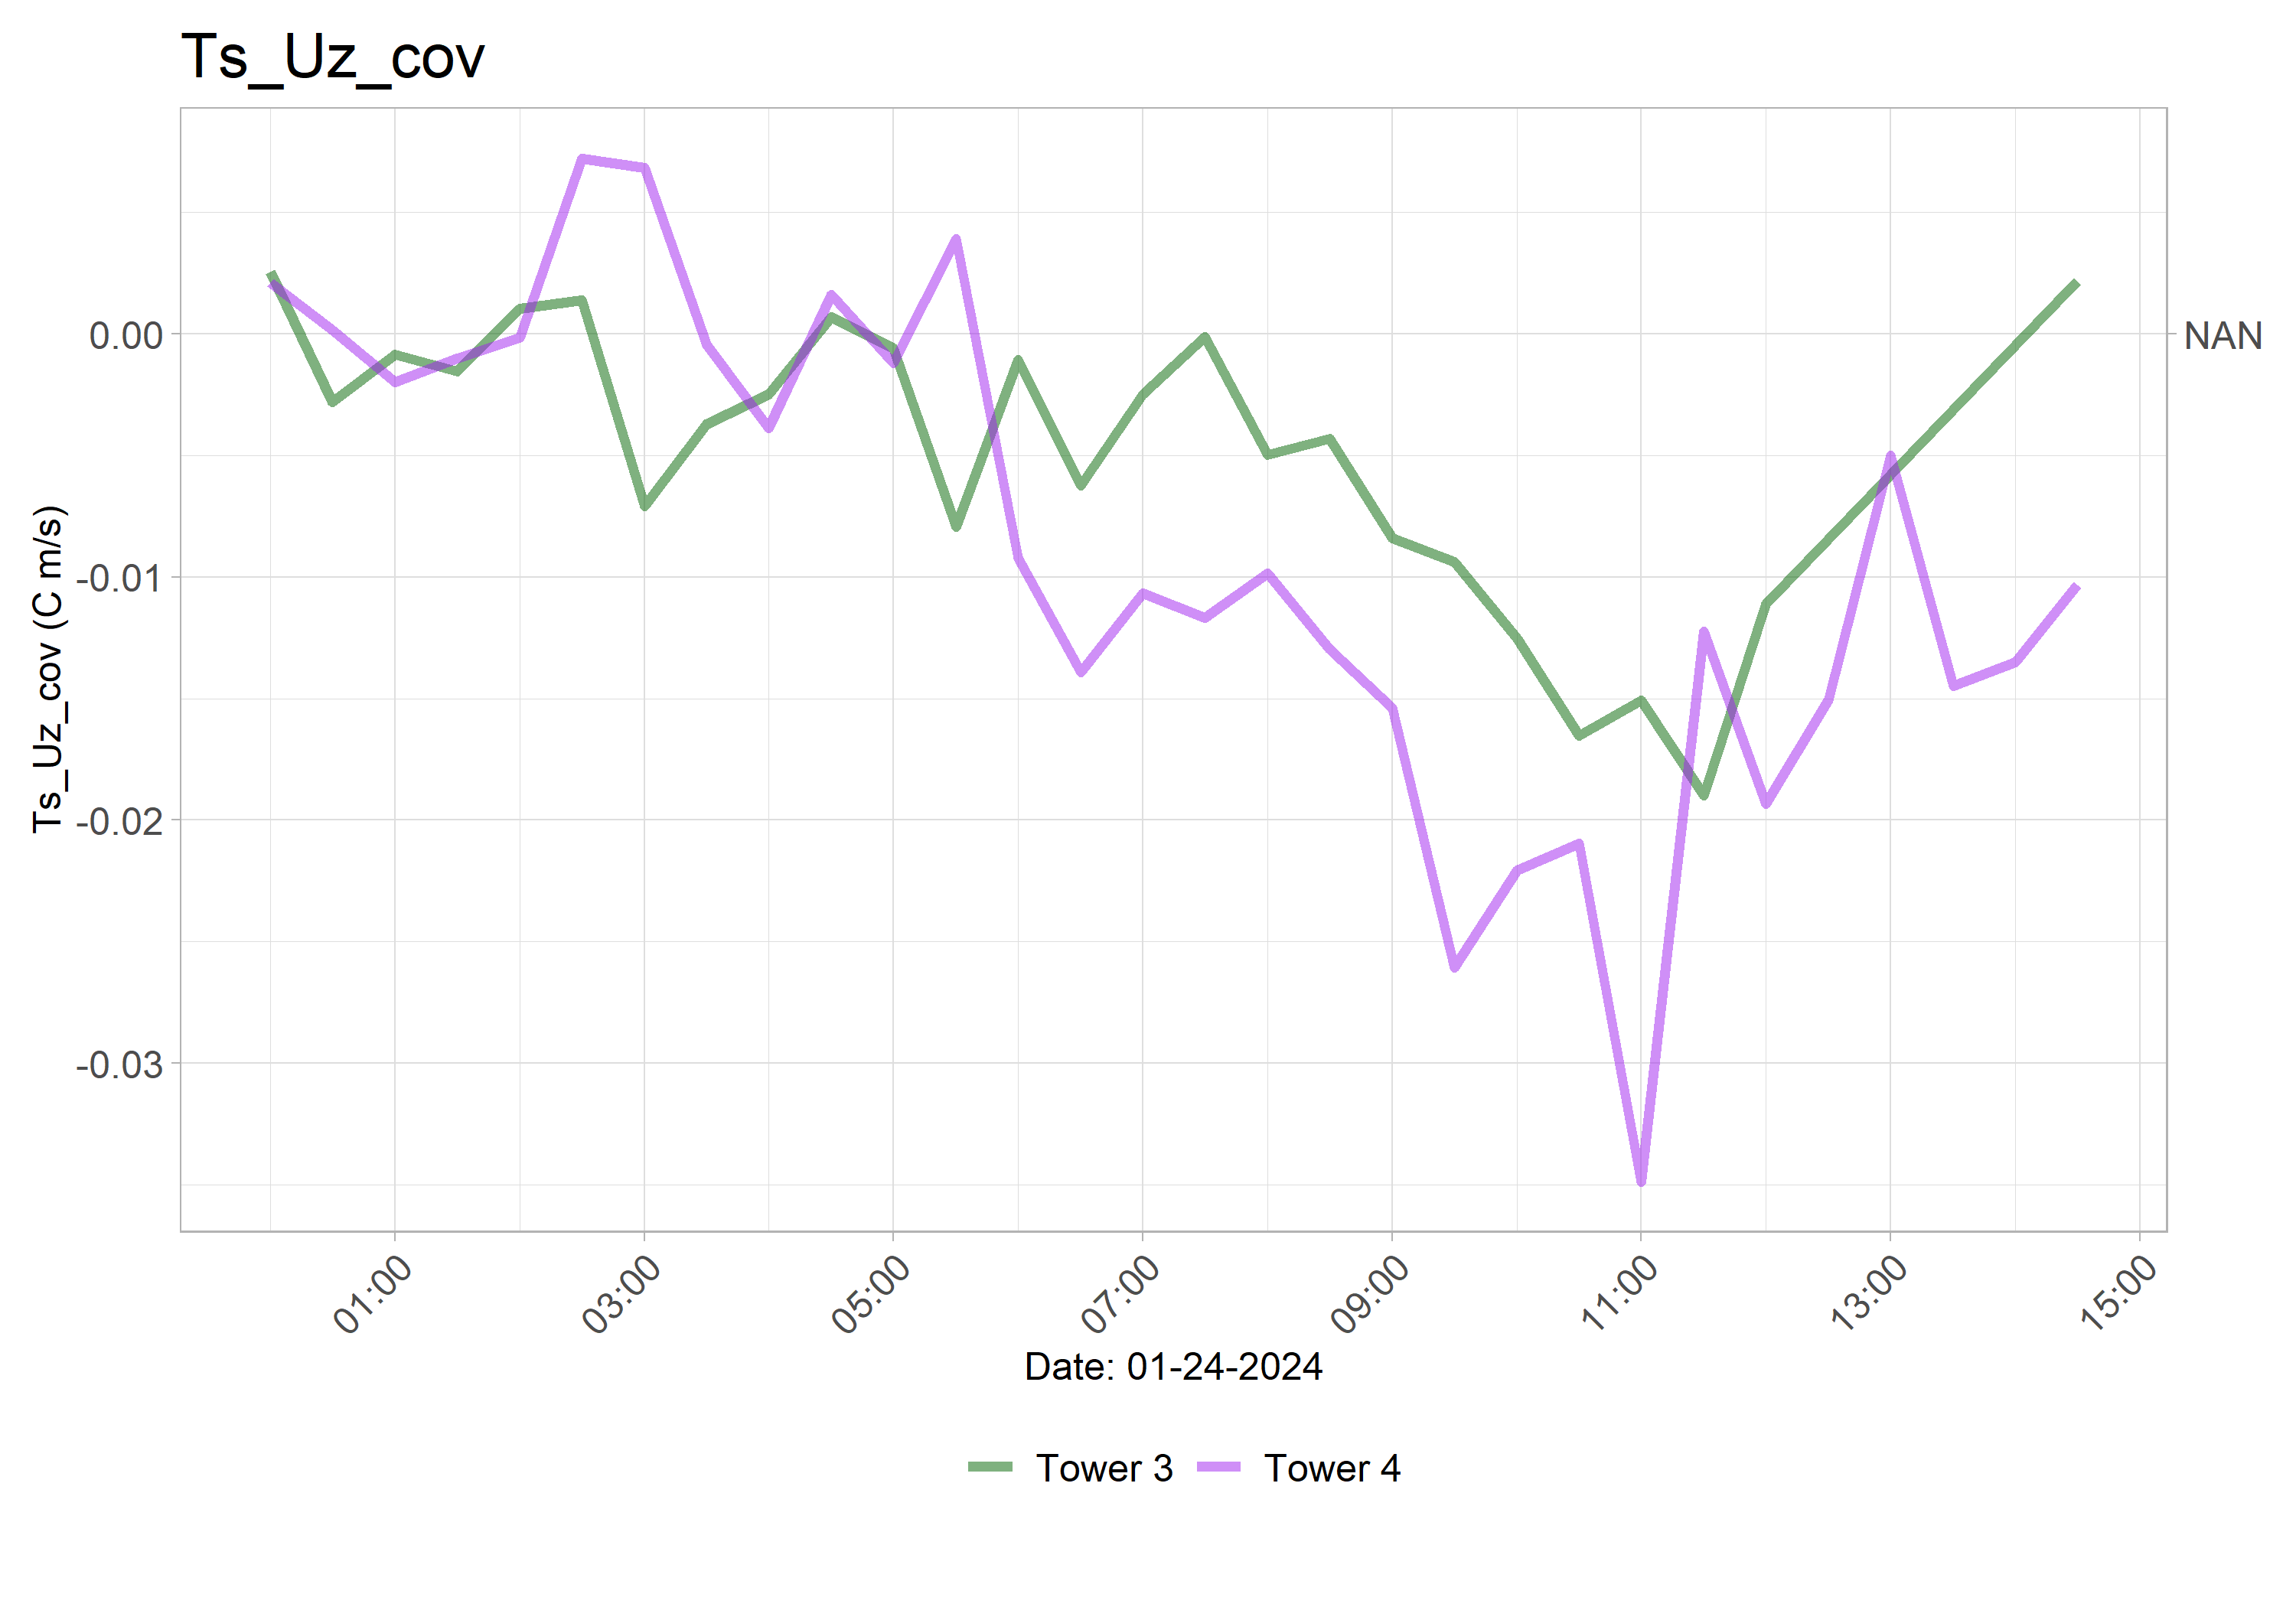 Ts_Uz_cov
Ts_Uz_cov (C m/s)
0.00
-0.01
-0.02
-0.03
NAN
01:00
03:00
05:00
07:00
09:00
11:00
13:00
15:00
Date: 01-24-2024
Tower 3
Tower 4